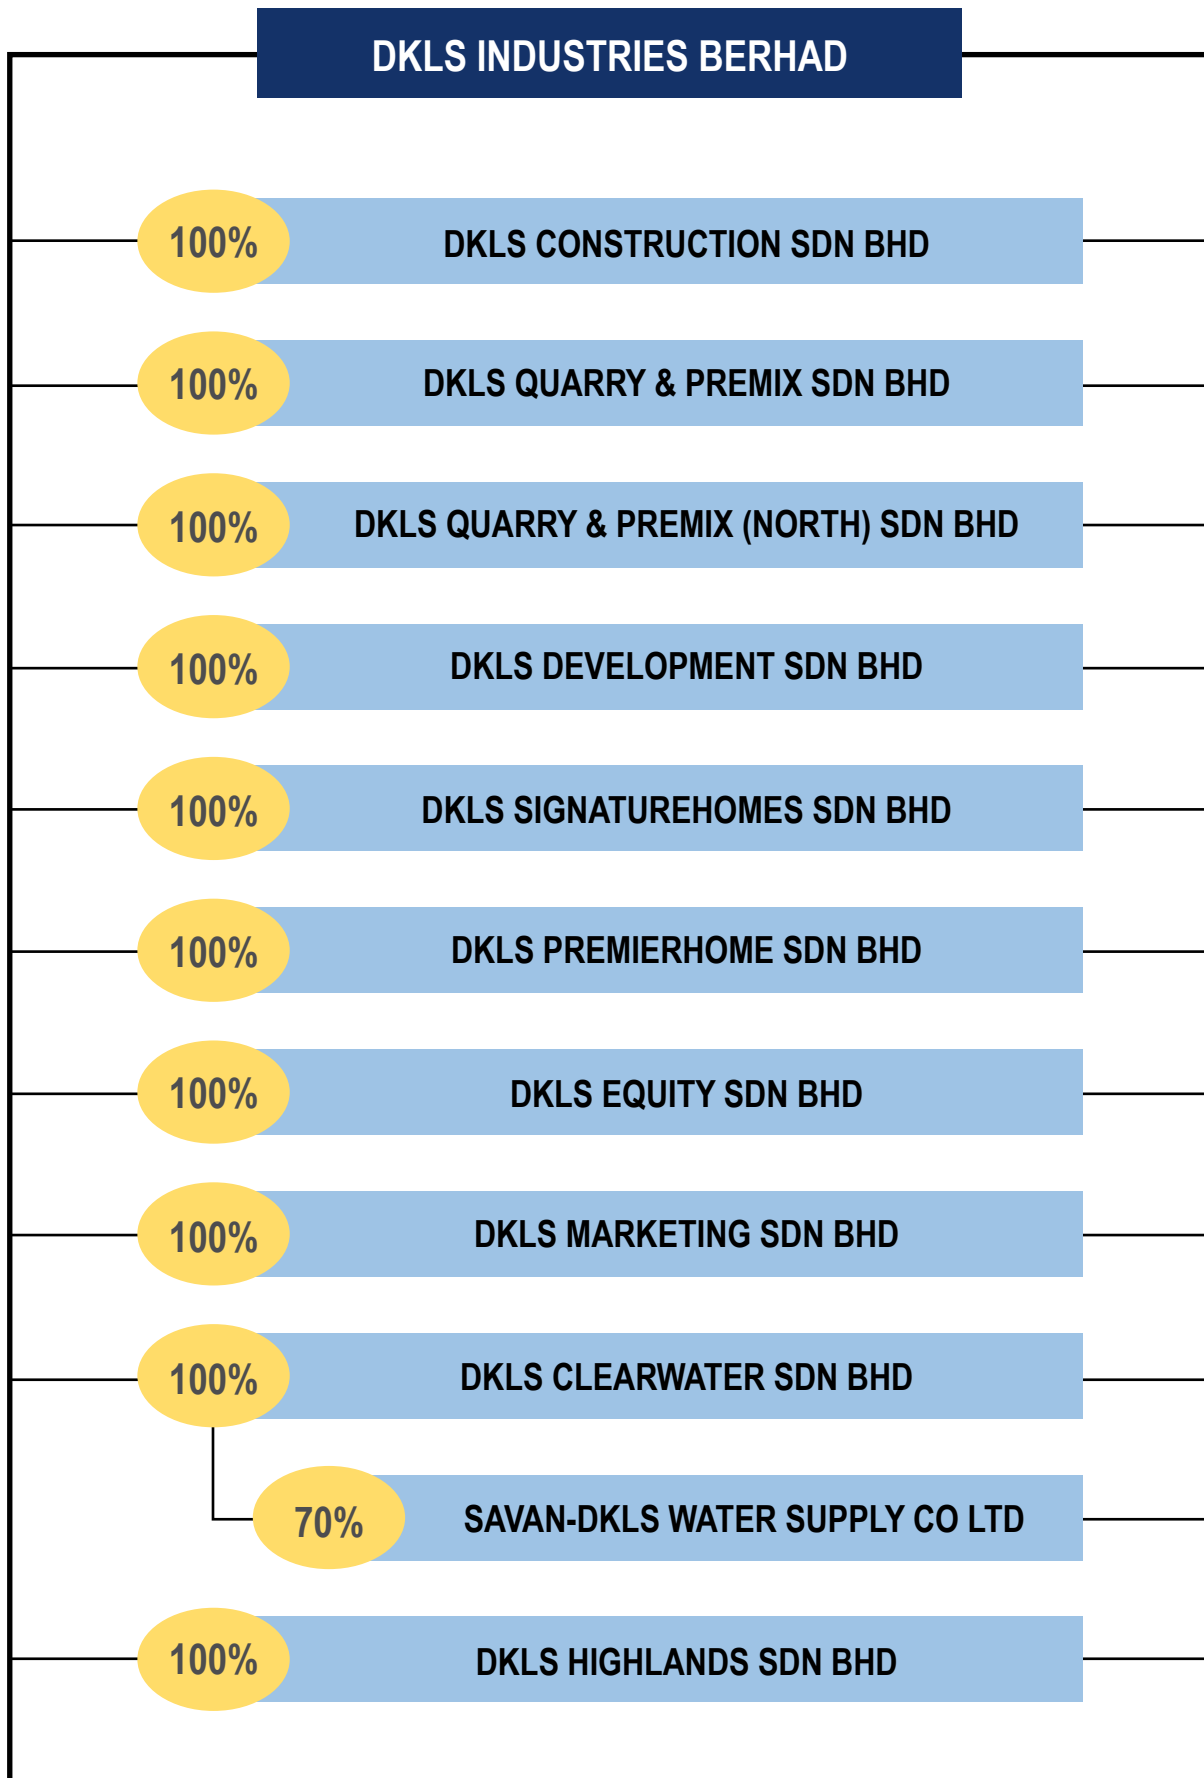 DKLS INDUSTRIES BERHAD
100% DKLS CONSTRUCTION SDN BHD
100% DKLS QUARRY & PREMIX SDN BHD
100% DKLS QUARRY & PREMIX (NORTH) SDN BHD
100% DKLS DEVELOPMENT SDN BHD
100% DKLS SIGNATUREHOMES SDN BHD
100% DKLS PREMIERHOME SDN BHD
100% DKLS EQUITY SDN BHD
100% DKLS MARKETING SDN BHD
100% DKLS CLEARWATER SDN BHD
70% SAVAN-DKLS WATER SUPPLY CO LTD
100% DKLS HIGHLANDS SDN BHD